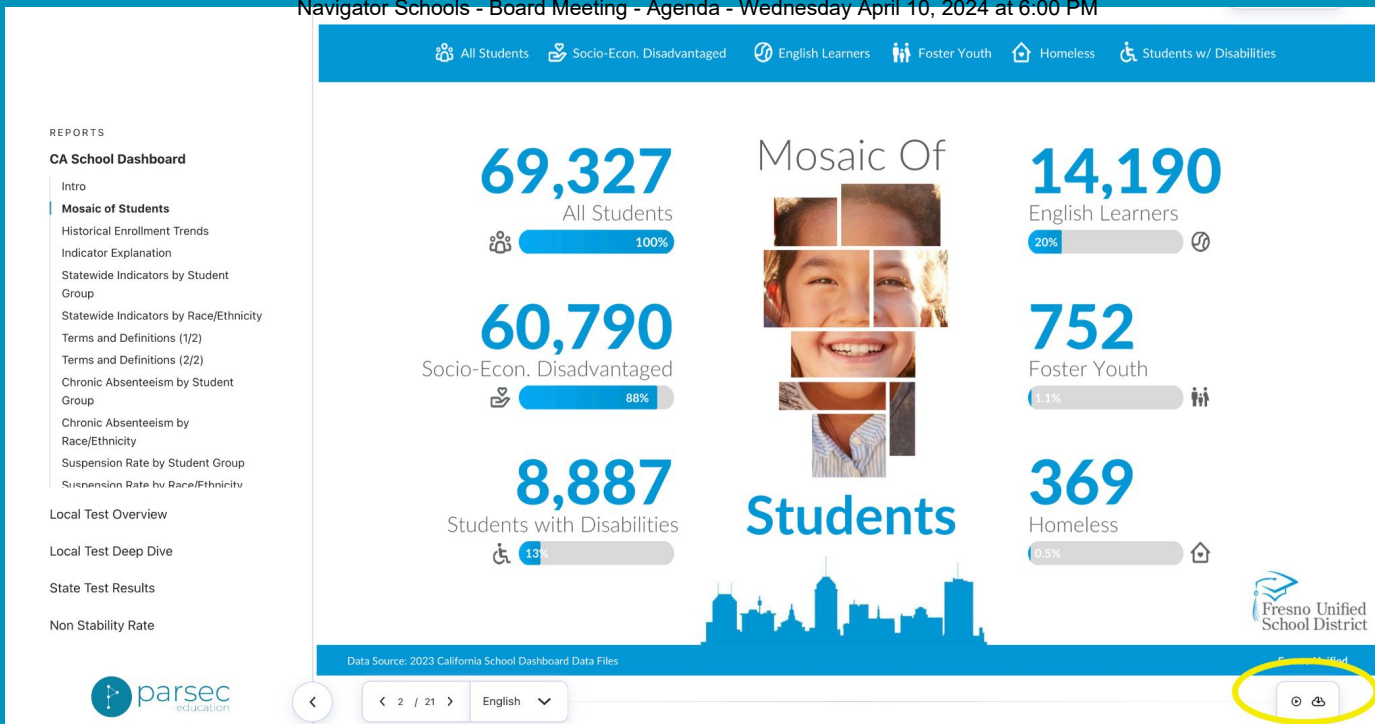 Navigator Schools - Board Meeting - Agenda - Wednesday April 10, 2024 at 6:00 PM
All Students Socio-Econ. Disadvantaged English Learners Foster Youth Homeless Students w/ Disabilities
REPORTS
CA School Dashboard
Intro
Mosaic of Students
Historical Enrollment Trends
Indicator Explanation
Statewide Indicators by Student
Group
Statewide Indicators by Race/Ethnicity
Terms and Definitions (1/2)
Terms and Definitions (2/2)
Chronic Absenteeism by Student
Group
Chronic Absenteeism by
Race/Ethnicity
Suspension Rate by Student Group
Suspension Rate by Race/Ethnicity
Local Test Overview
Local Test Deep Dive
State Test Results
Non Stability Rate
parsec
education
69,327
All Students
100%
60,790
Socio-Econ. Disadvantaged
88%
8,887
Students with Disabilities
13%
Mosaic Of
Students
14,190
English Learners
20%
752
Foster Youth
1.1%
369
Homeless
0.5%
Fresno Unified
School District
Data Source: 2023 California School Dashboard Data Files
Fresno Unified
2 / 21
English